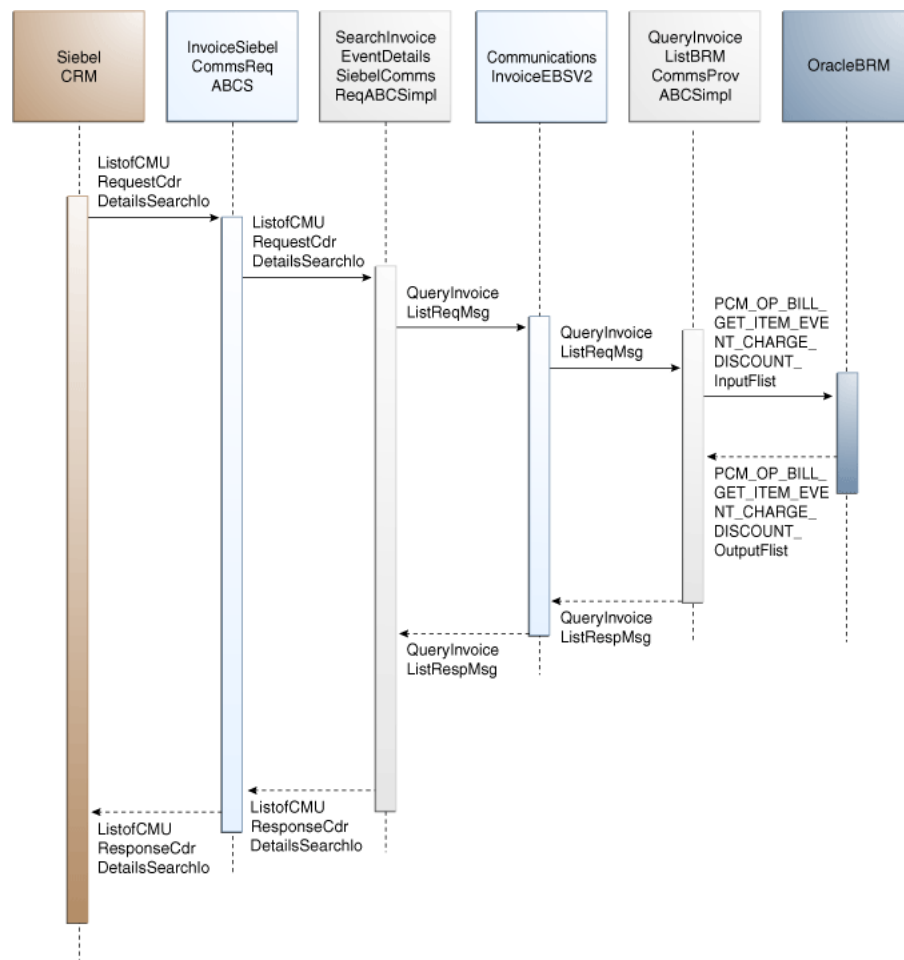 Siebel
CRM
InvoiceSiebel
CommsReq
ABCS
SearchInvoice
EventDetails
SiebelComms
ReqABCSImpl
Communications
InvoiceEBSV2
QueryInvoice
ListBRM
CommsProv
ABCSImpl
OracleBRM
ListofCMU
RequestCdr
DetailsSearchIo
ListofCMU
RequestCdr
DetailsSearchIo
QueryInvoice
ListReqMsg
QueryInvoice
ListReqMsg
PCM_OP_BILL_
GET_ITEM_EVE
NT_CHARGE_
DISCOUNT_
InputFlist
PCM_OP_BILL_
GET_ITEM_EVE
NT_CHARGE_
DISCOUNT_
OutputFlist
QueryInvoice
ListRespMsg
QueryInvoice
ListRespMsg
ListofCMU
ResponseCdr
DetailsSearchIo
ListofCMU
ResponseCdr
DetailsSearchIo